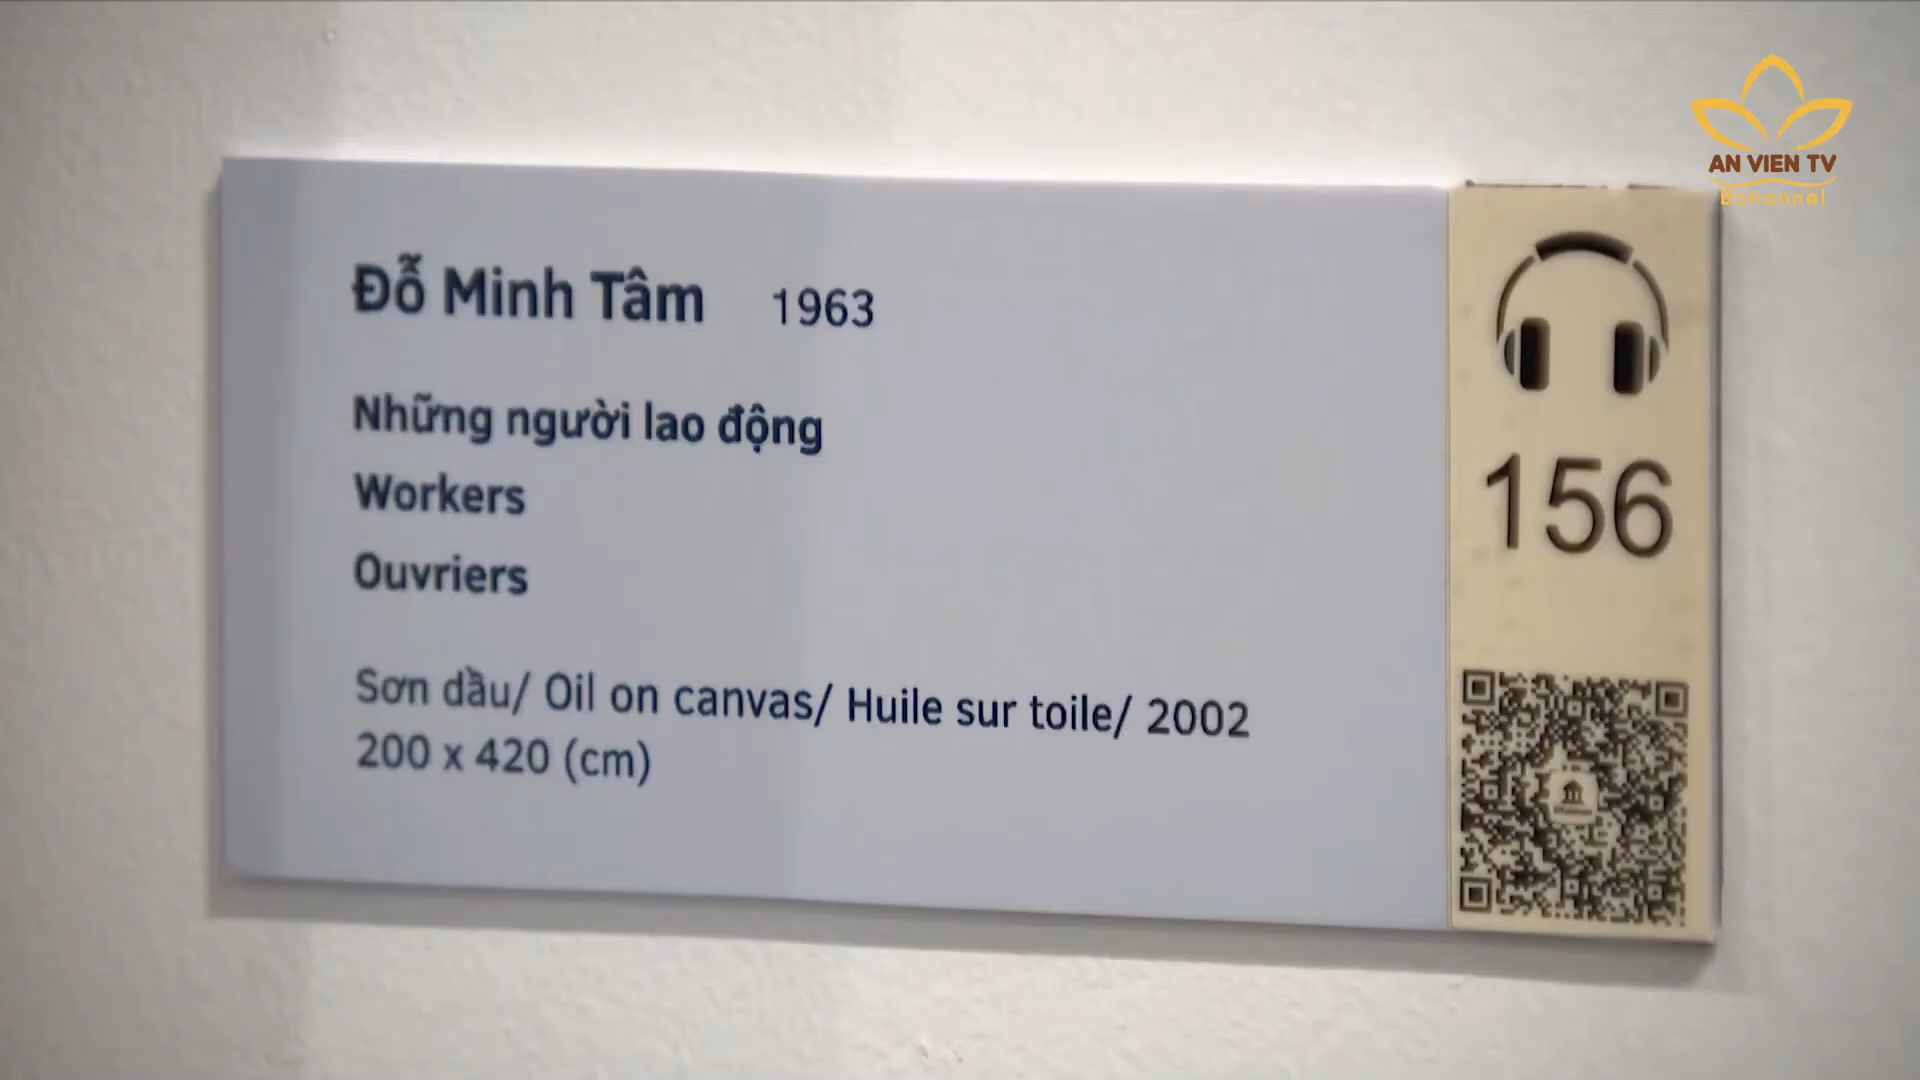 AN VIEN TV
Bchannel
Đỗ Minh Tâm 1963
Những người lao động
Workers
Ouvriers
Sơn dầu/ Oil on canvas/ Huile sur toile/ 2002
200 x 420 (cm)
156